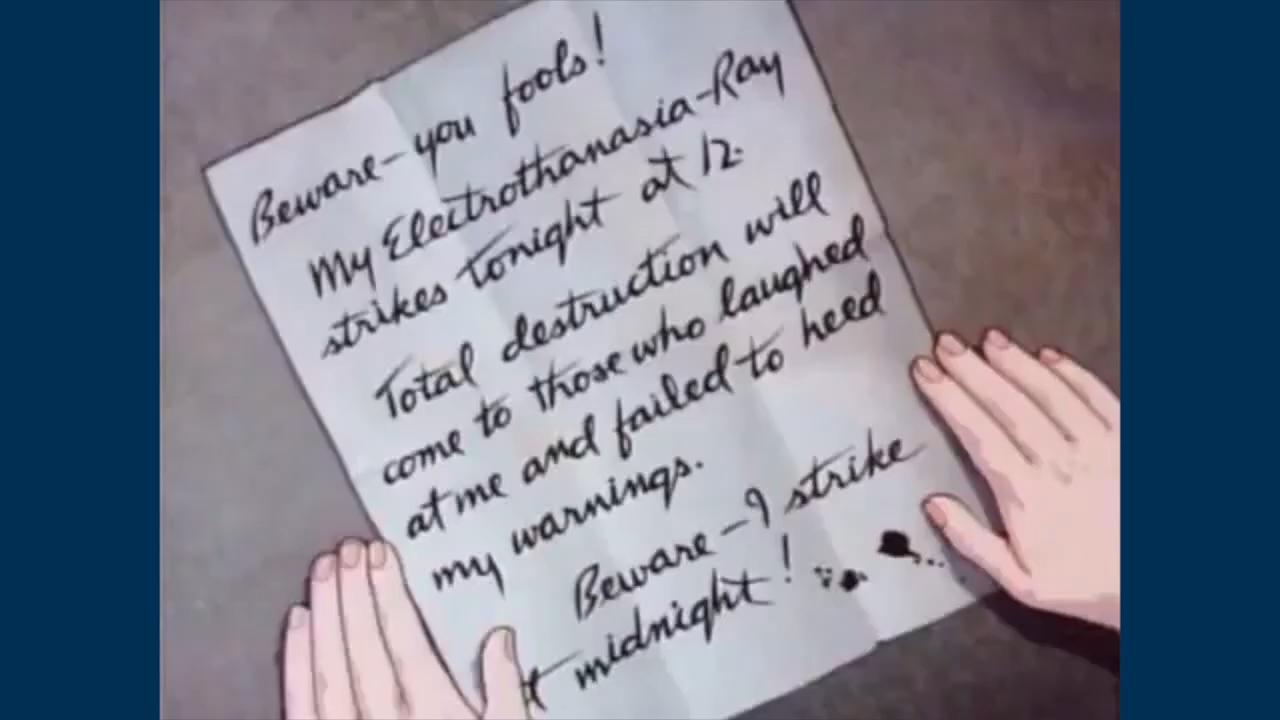 Beware-you fools!
My Electrothanasia-Ray
strikes tonight at 12.
Total destruction will
come to those who laughed
at me and failed to heed
my warnings.
Beware-I strike
t midnight!